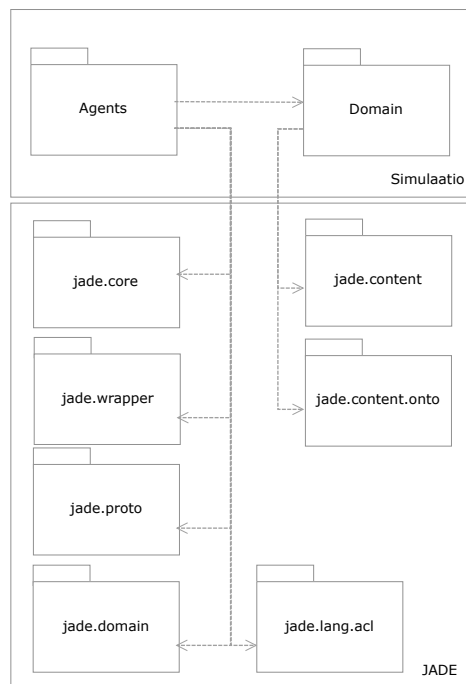 Agents
Domain
Simulaatio
jade.core
jade.content
jade.wrapper
jade.content.onto
jade.proto
jade.domain
jade.lang.acl
JADE